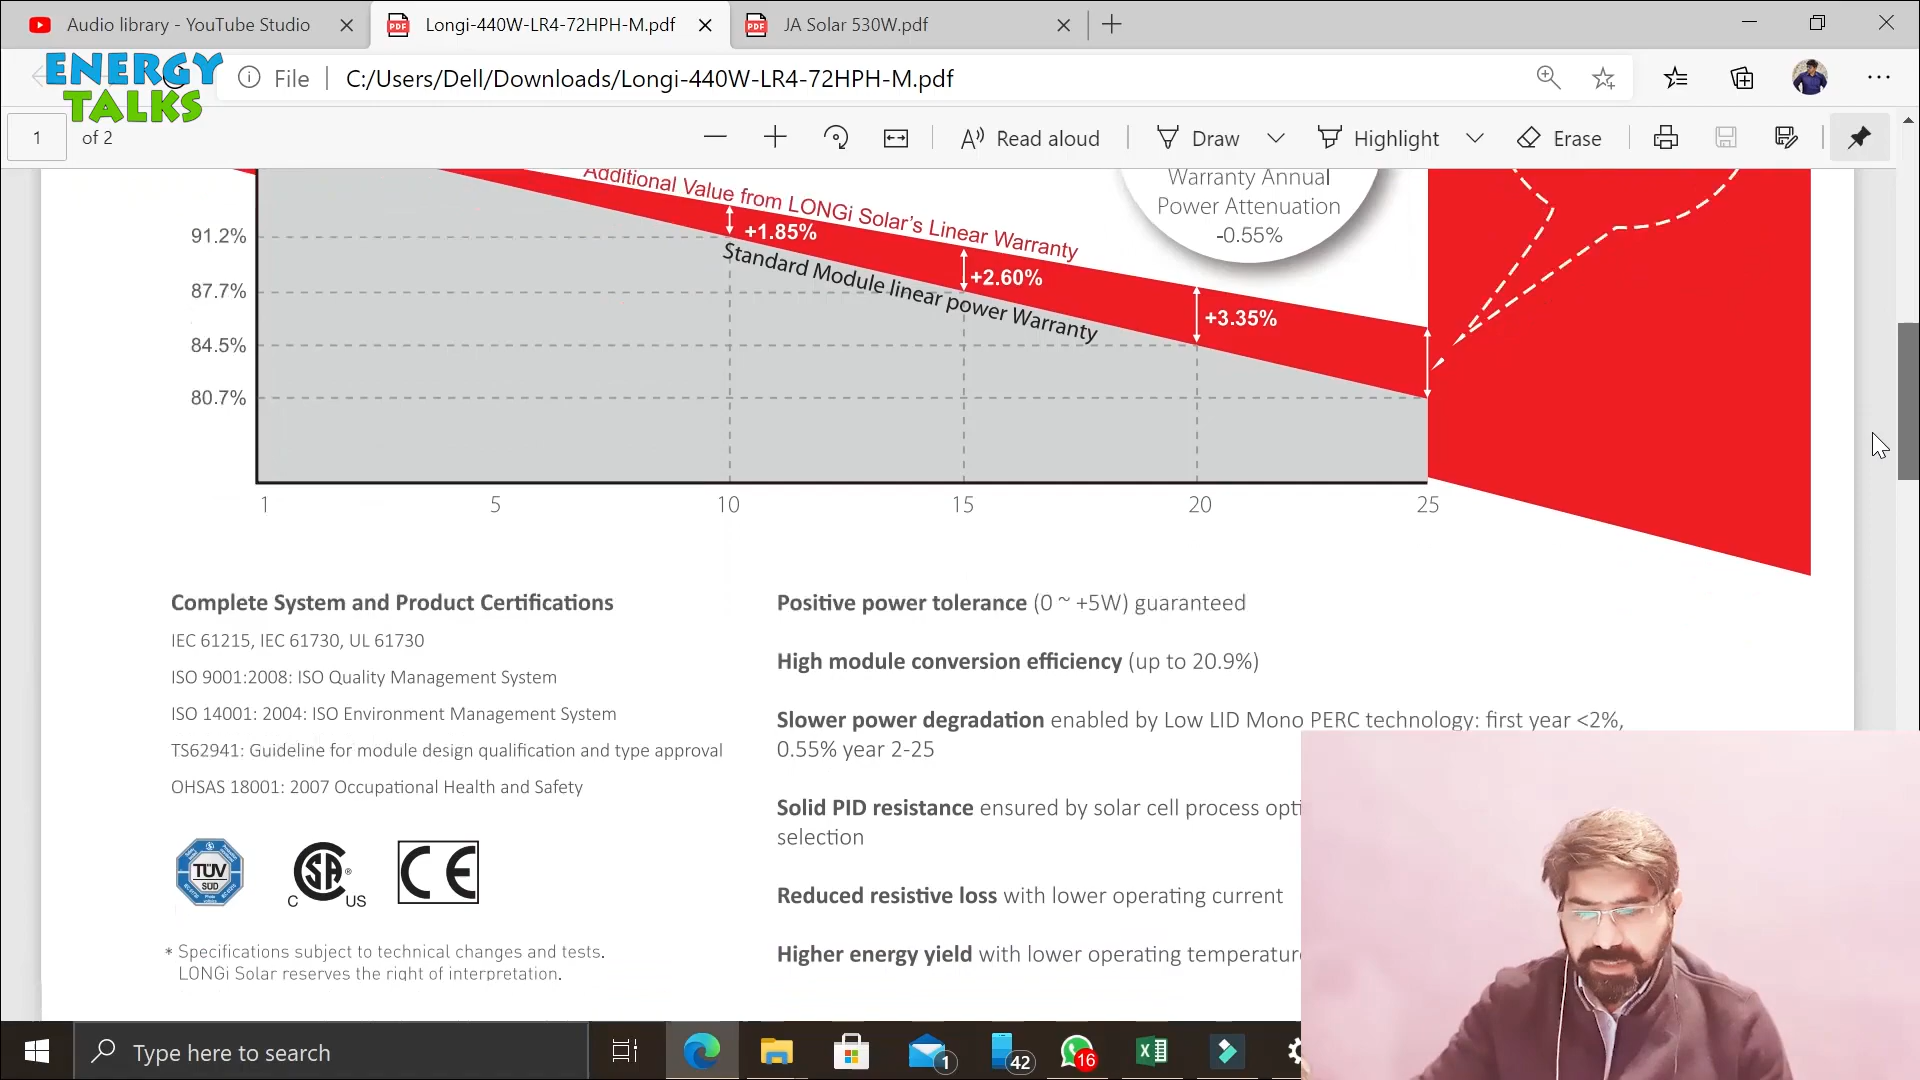 Audio library - YouTube Studio
Longi-440W-LR4-72HPH-M.pdf
JA Solar 530W.pdf
ENERGY
TALKS
File
C:/Users/Dell/Downloads/Longi-440W-LR4-72HPH-M.pdf
1 of 2
Read aloud
Draw
Highlight
Erase
Additional Value from LONGi Solar's Linear Warranty
Warranty Annual
Power Attenuation
-0.55%
91.2%
+1.85%
Standard Module linear power Warranty
+2.60%
87.7%
+3.35%
84.5%
80.7%
1 5 10 15 20 25
Complete System and Product Certifications
IEC 61215, IEC 61730, UL 61730
ISO 9001:2008: ISO Quality Management System
ISO 14001: 2004: ISO Environment Management System
TS62941: Guideline for module design qualification and type approval
OHSAS 18001: 2007 Occupational Health and Safety
TÜV
SÜD
C SA ® US
CE
* Specifications subject to technical changes and tests.
LONGi Solar reserves the right of interpretation.
Positive power tolerance (0 ~ +5W) guaranteed
High module conversion efficiency (up to 20.9%)
Slower power degradation enabled by Low LID Mono PERC technology: first year <2%,
0.55% year 2-25
Solid PID resistance ensured by solar cell process opti
selection
Reduced resistive loss with lower operating current
Higher energy yield with lower operating temperature
Type here to search
1
42
16